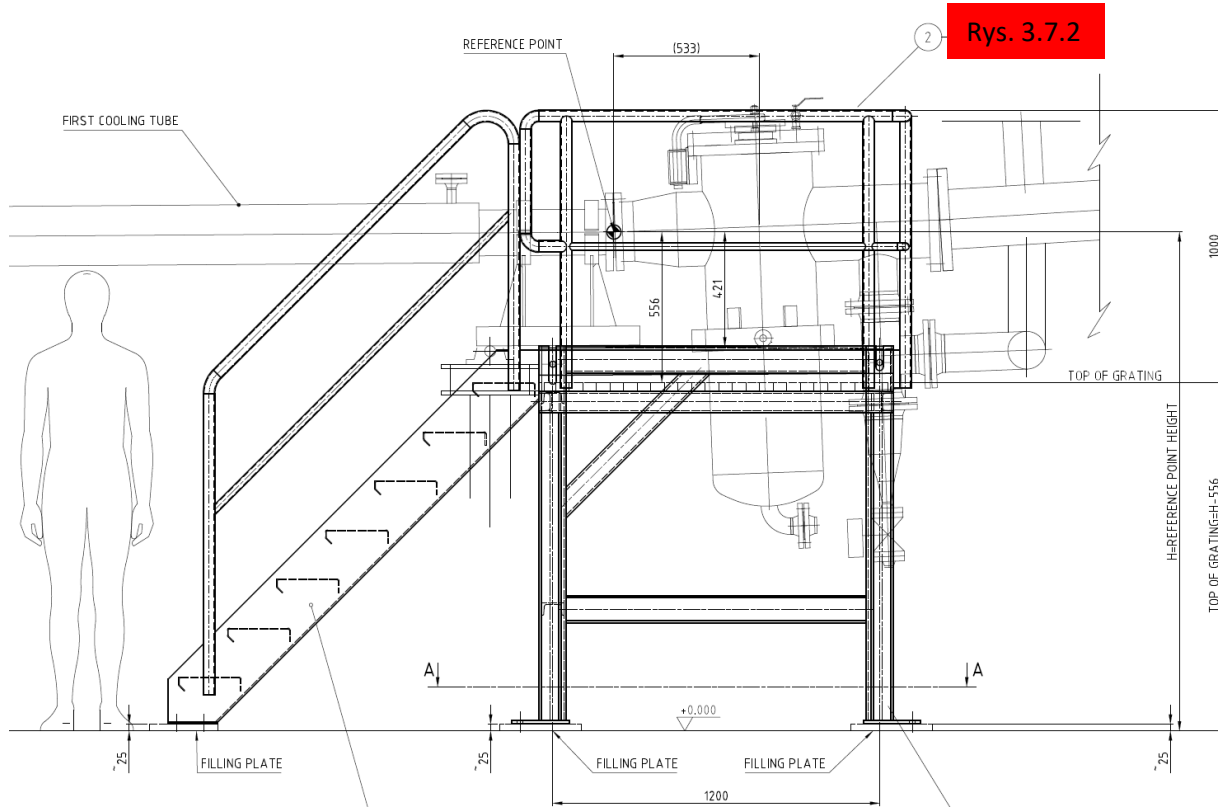 REFERENCE POINT
(533)
2
Rys. 3.7.2
FIRST COOLING TUBE
1000
556
421
TOP OF GRATING
H=REFERENCE POINT HEIGHT
TOP OF GRATING=H-556
A
A
+0.000
~25
FILLING PLATE
~25
FILLING PLATE
FILLING PLATE
~25
1200